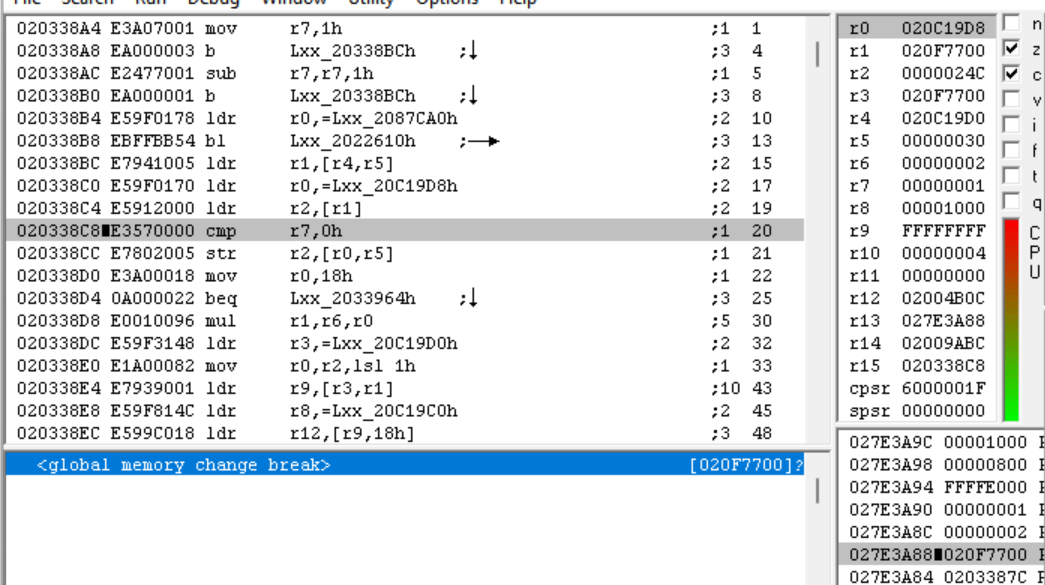 File Search Run Debug Window Utility Options Help
020338A4 E3A07001 mov r7,1h ;1 1
020338A8 EA000003 b Lxx_20338BCh ;↓ ;3 4
020338AC E2477001 sub r7,r7,1h ;1 5
020338B0 EA000001 b Lxx_20338BCh ;↓ ;3 8
020338B4 E59F0178 ldr r0,=Lxx_2087CA0h ;2 10
020338B8 EBFFBB54 bl Lxx_2022610h ;→ ;3 13
020338BC E7941005 ldr r1,[r4,r5] ;2 15
020338C0 E59F0170 ldr r0,=Lxx_20C19D8h ;2 17
020338C4 E5912000 ldr r2,[r1] ;2 19
020338C8■E3570000 cmp r7,0h ;1 20
020338CC E7802005 str r2,[r0,r5] ;1 21
020338D0 E3A00018 mov r0,18h ;1 22
020338D4 0A000022 beq Lxx_2033964h ;↓ ;3 25
020338D8 E0010096 mul r1,r6,r0 ;5 30
020338DC E59F3148 ldr r3,=Lxx_20C19D0h ;2 32
020338E0 E1A00082 mov r0,r2,lsl 1h ;1 33
020338E4 E7939001 ldr r9,[r3,r1] ;10 43
020338E8 E59F814C ldr r8,=Lxx_20C19C0h ;2 45
020338EC E599C018 ldr r12,[r9,18h] ;3 48
<global memory change break> [020F7700]?
r0 020C19D8 n
r1 020F7700 z
r2 0000024C c
r3 020F7700 v
r4 020C19D0 i
r5 00000030 f
r6 00000002 t
r7 00000001 q
r8 00001000
r9 FFFFFFFF C
r10 00000004 P
r11 00000000 U
r12 02004B0C
r13 027E3A88
r14 02009ABC
r15 020338C8
cpsr 6000001F
spsr 00000000
027E3A9C 00001000
027E3A98 00000800
027E3A94 FFFFE000
027E3A90 00000001
027E3A8C 00000002
027E3A88■020F7700
027E3A84 0203387C